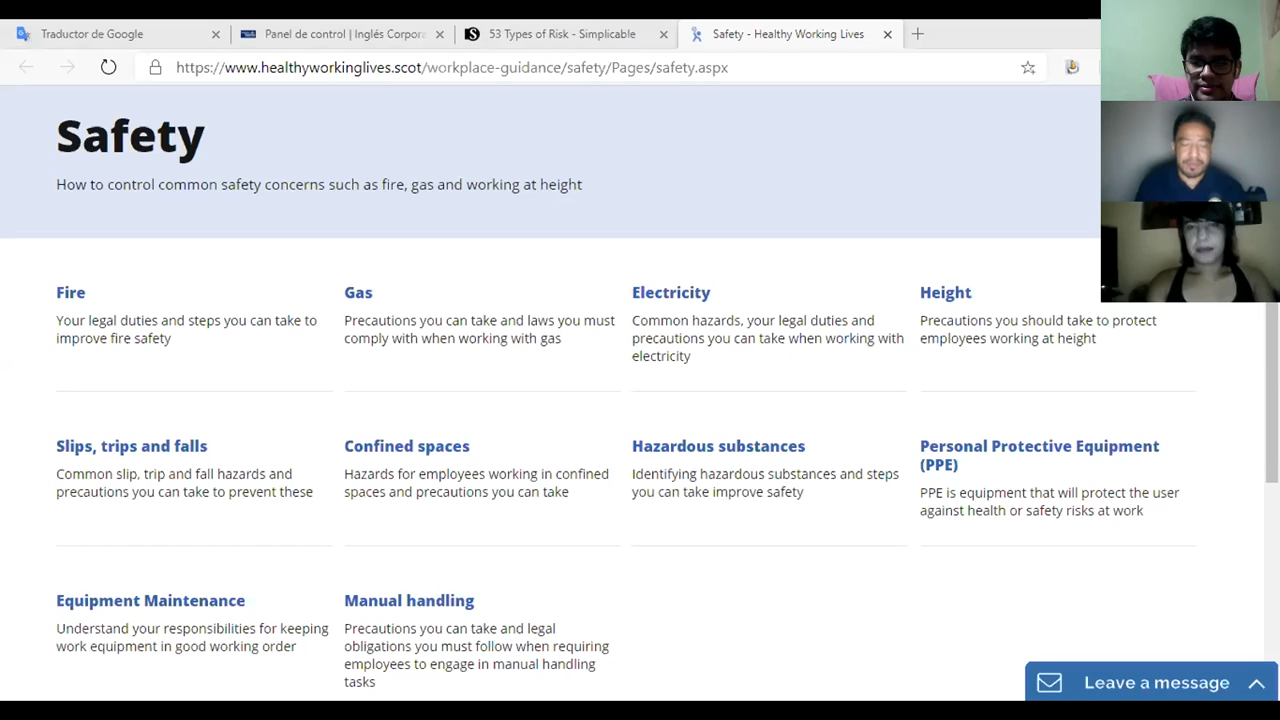 Traductor de Google
Panel de control | Inglés Corpora
53 Types of Risk - Simplicable
Safety - Healthy Working Lives
https://www.healthyworkinglives.scot/workplace-guidance/safety/Pages/safety.aspx
Safety
How to control common safety concerns such as fire, gas and working at height
Fire
Your legal duties and steps you can take to
improve fire safety
Gas
Precautions you can take and laws you must
comply with when working with gas
Electricity
Common hazards, your legal duties and
precautions you can take when working with
electricity
Height
Precautions you should take to protect
employees working at height
Slips, trips and falls
Common slip, trip and fall hazards and
precautions you can take to prevent these
Confined spaces
Hazards for employees working in confined
spaces and precautions you can take
Hazardous substances
Identifying hazardous substances and steps
you can take improve safety
Personal Protective Equipment
(PPE)
PPE is equipment that will protect the user
against health or safety risks at work
Equipment Maintenance
Understand your responsibilities for keeping
work equipment in good working order
Manual handling
Precautions you can take and legal
obligations you must follow when requiring
employees to engage in manual handling
tasks
Leave a message